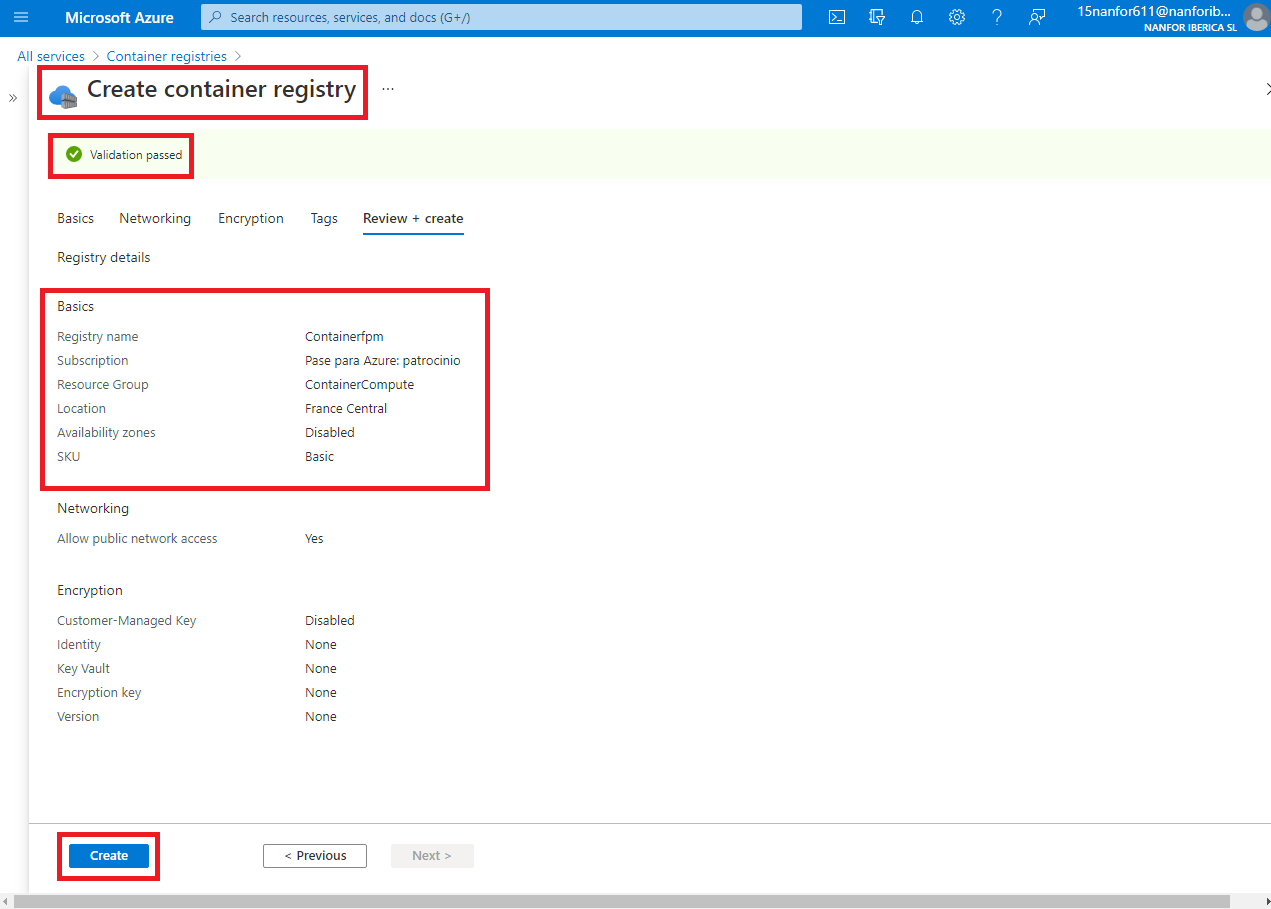 Microsoft Azure
Search resources, services, and docs (G+/)
15nanfor611@nanforib...
NANFOR IBERICA SL
All services > Container registries >
Create container registry ...
Validation passed
Basics Networking Encryption Tags Review + create
Registry details
Basics
Registry name Containerfpm
Subscription Pase para Azure: patrocinio
Resource Group ContainerCompute
Location France Central
Availability zones Disabled
SKU Basic
Networking
Allow public network access Yes
Encryption
Customer-Managed Key Disabled
Identity None
Key Vault None
Encryption key None
Version None
Create < Previous Next >